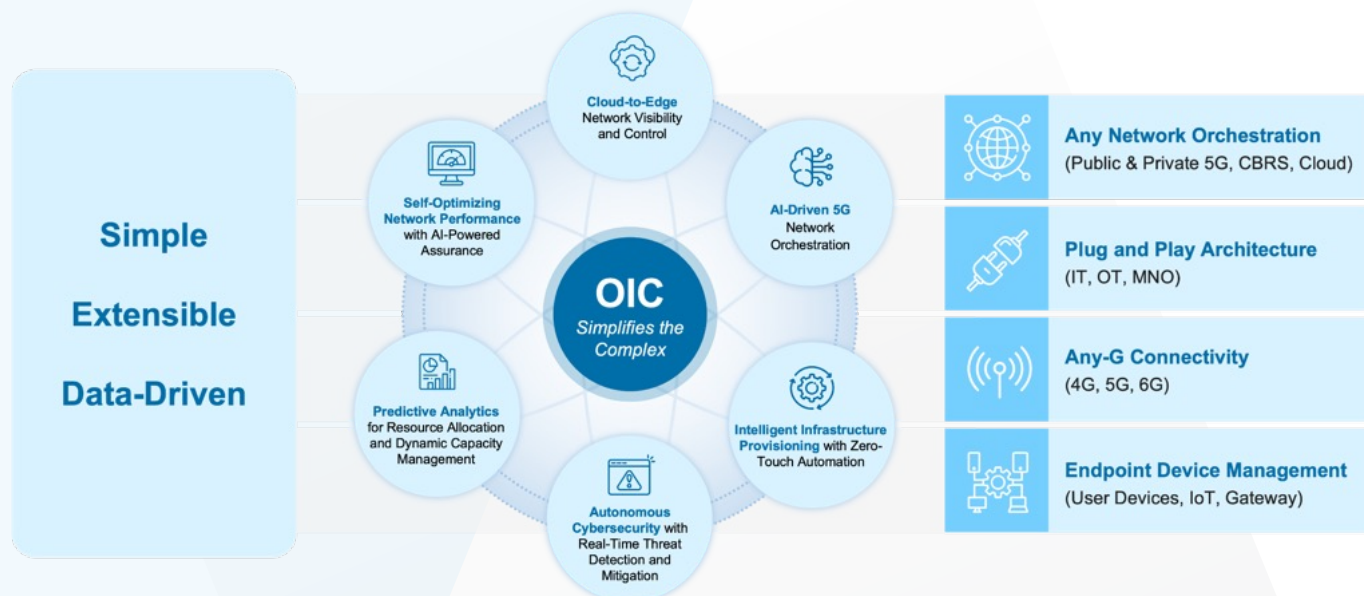 Simple
Extensible
Data-Driven
Cloud-to-Edge
Network Visibility
and Control
Self-Optimizing
Network Performance
with AI-Powered
Assurance
AI-Driven 5G
Network
Orchestration
OIC
Simplifies the
Complex
Predictive Analytics
for Resource Allocation
and Dynamic Capacity
Management
Intelligent Infrastructure
Provisioning with Zero-
Touch Automation
Autonomous
Cybersecurity with
Real-Time Threat
Detection and
Mitigation
Any Network Orchestration
(Public & Private 5G, CBRS, Cloud)
Plug and Play Architecture
(IT, OT, MNO)
Any-G Connectivity
(4G, 5G, 6G)
Endpoint Device Management
(User Devices, IoT, Gateway)